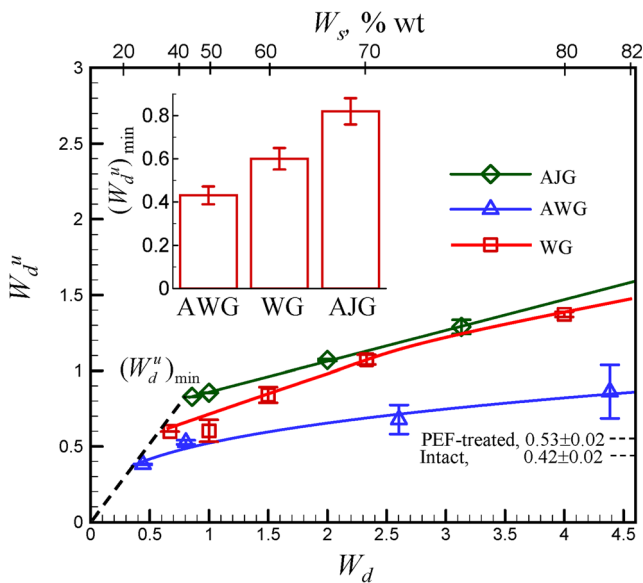 W_s, % wt
20 40 50 60 70 80 82
3
2.5
2
1.5
1
0.5
0
W_d^u
0.8
0.6
0.4
0.2
0
(W_d^u)_min
AWG WG AJG
AJG
AWG
WG
(W_d^u)_min
PEF-treated, 0.53±0.02
Intact, 0.42±0.02
0 0.5 1 1.5 2 2.5 3 3.5 4 4.5
W_d